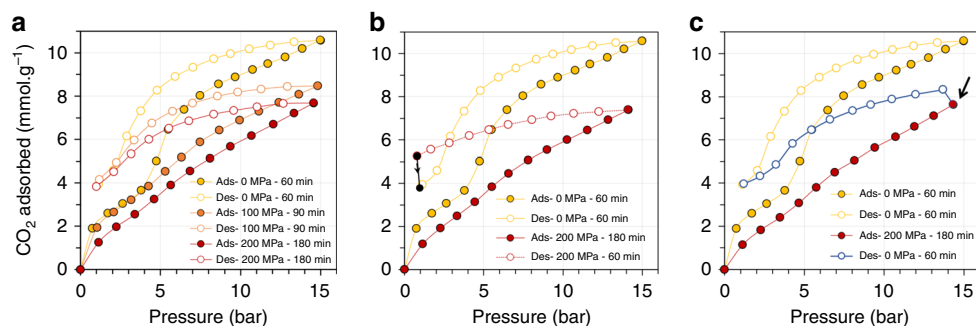 a
CO2 adsorbed (mmol.g⁻¹)
10
8
6
4
2
0
Ads- 0 MPa - 60 min
Des- 0 MPa - 60 min
Ads- 100 MPa - 90 min
Des- 100 MPa - 90 min
Ads- 200 MPa - 180 min
Des- 200 MPa - 180 min
0 5 10 15
Pressure (bar)
b
10
8
6
4
2
0
Ads- 0 MPa - 60 min
Des- 0 MPa - 60 min
Ads- 200 MPa - 180 min
Des- 200 MPa - 60 min
0 5 10 15
Pressure (bar)
c
10
8
6
4
2
0
Ads- 0 MPa - 60 min
Des- 0 MPa - 60 min
Ads- 200 MPa - 180 min
Des- 0 MPa - 60 min
0 5 10 15
Pressure (bar)